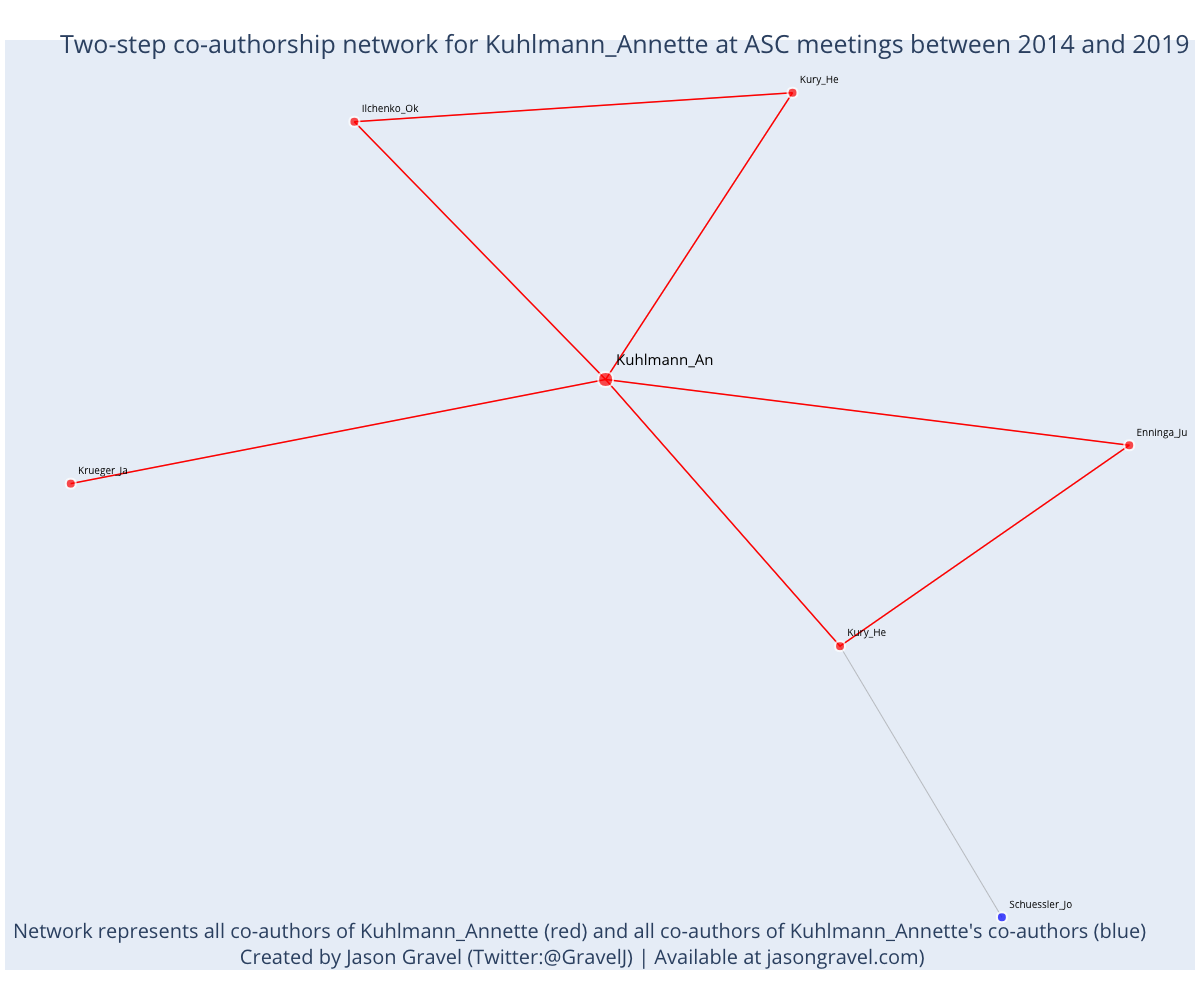 Two-step co-authorship network for Kuhlmann_Annette at ASC meetings between 2014 and 2019
Kury_He
Ilchenko_Ok
Kuhlmann_An
Enninga_Ju
Krueger_Ja
Kury_He
Schuessler_Jo
Network represents all co-authors of Kuhlmann_Annette (red) and all co-authors of Kuhlmann_Annette's co-authors (blue)
Created by Jason Gravel (Twitter:@GravelJ) | Available at jasongravel.com)